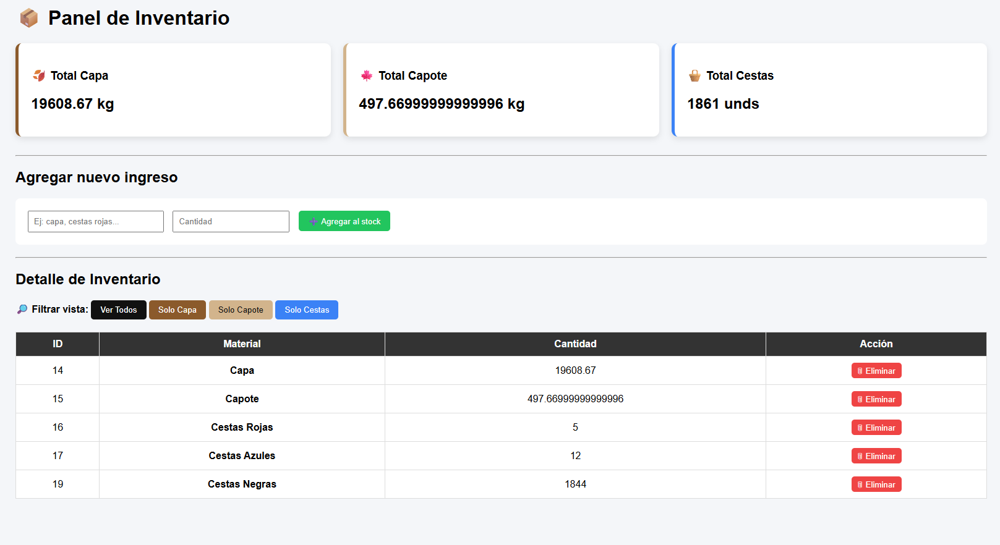 Panel de Inventario
Total Capa
19608.67 kg
Total Capote
497.66999999999996 kg
Total Cestas
1861 unds
Agregar nuevo ingreso
Ej: capa, cestas rojas... Cantidad Agregar al stock
Detalle de Inventario
Filtrar vista: Ver Todos Solo Capa Solo Capote Solo Cestas
ID Material Cantidad Acción
14 Capa 19608.67 Eliminar
15 Capote 497.66999999999996 Eliminar
16 Cestas Rojas 5 Eliminar
17 Cestas Azules 12 Eliminar
19 Cestas Negras 1844 Eliminar